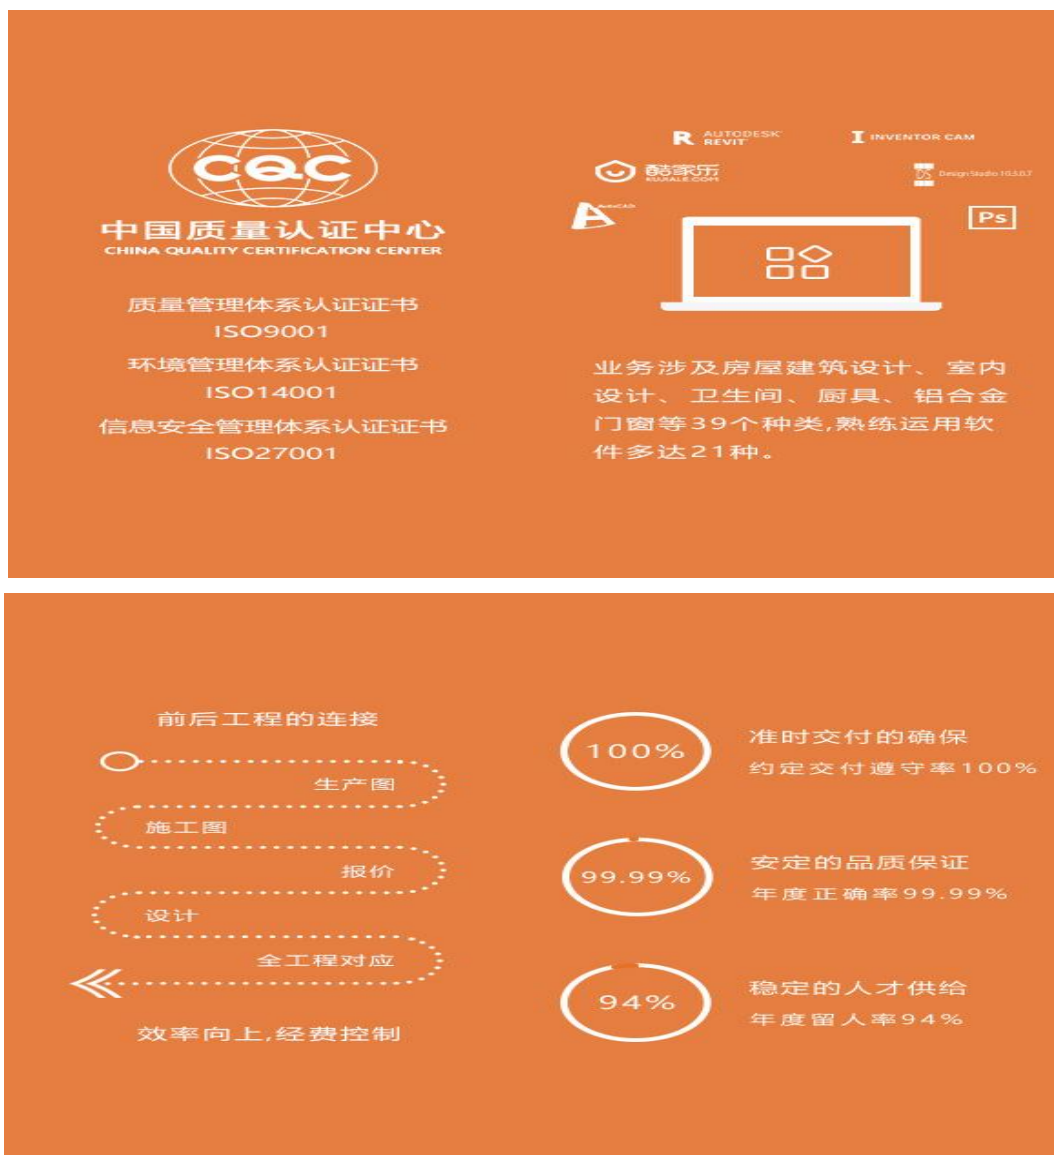 CQC
中国质量认证中心
CHINA QUALITY CERTIFICATION CENTER
质量管理体系认证证书
ISO9001
环境管理体系认证证书
ISO14001
信息安全管理体系认证证书
ISO27001
R AUTODESK
REVIT
I INVENTOR CAM
酷家乐
KUJIALE.COM
DS Design Studio 10.3.0.7
AutoCAD
Ps
业务涉及房屋建筑设计、室内
设计、卫生间、厨具、铝合金
门窗等39个种类,熟练运用软
件多达21种。
前后工程的连接
生产图
施工图
报价
设计
全工程对应
效率向上,经费控制
100%
准时交付的确保
约定交付遵守率100%
99.99%
安定的品质保证
年度正确率99.99%
94%
稳定的人才供给
年度留人率94%